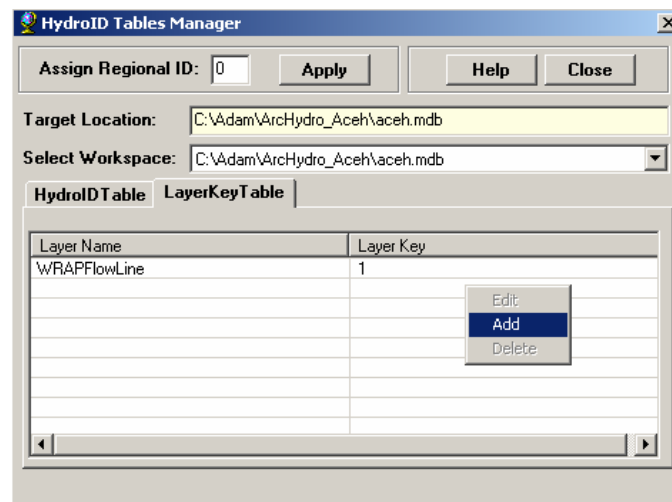 HydroID Tables Manager
Assign Regional ID: 0 Apply Help Close
Target Location: C:\Adam\ArcHydro_Aceh\aceh.mdb
Select Workspace: C:\Adam\ArcHydro_Aceh\aceh.mdb
HydroIDTable LayerKeyTable
Layer Name Layer Key
WRAPFlowLine 1
Edit
Add
Delete